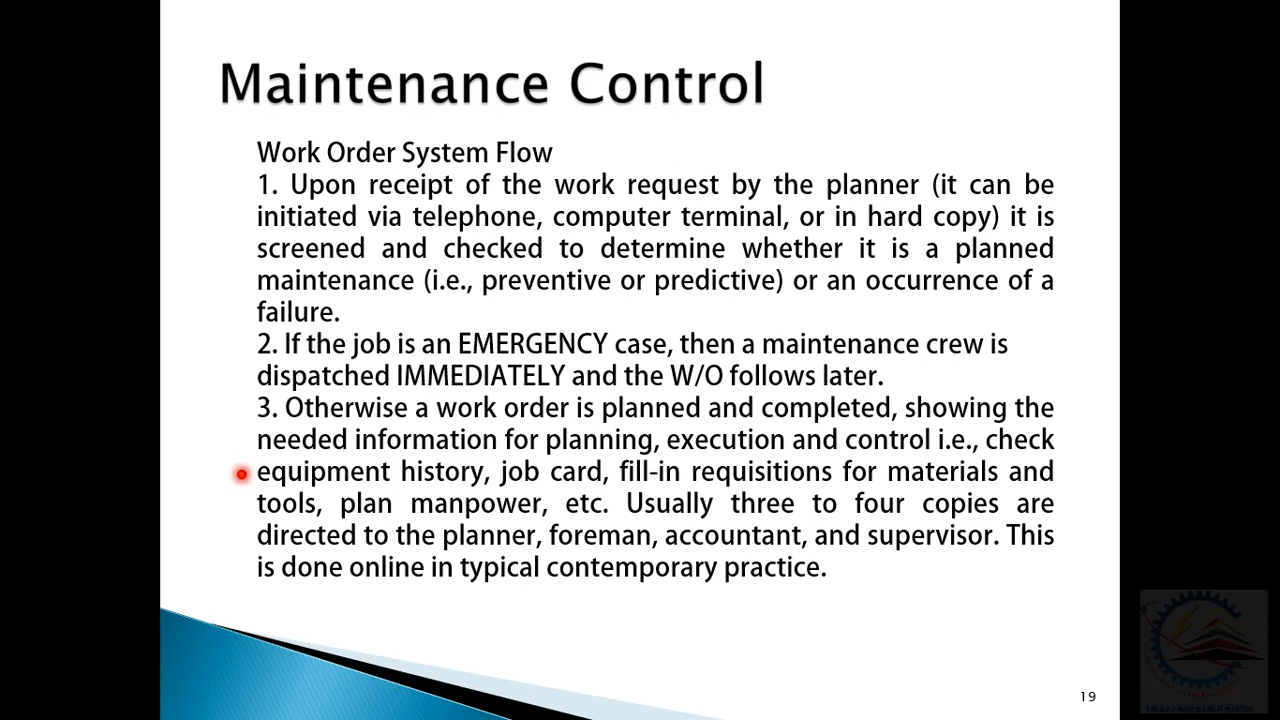 Maintenance Control
Work Order System Flow
1. Upon receipt of the work request by the planner (it can be
initiated via telephone, computer terminal, or in hard copy) it is
screened and checked to determine whether it is a planned
maintenance (i.e., preventive or predictive) or an occurrence of a
failure.
2. If the job is an EMERGENCY case, then a maintenance crew is
dispatched IMMEDIATELY and the W/O follows later.
3. Otherwise a work order is planned and completed, showing the
needed information for planning, execution and control i.e., check
equipment history, job card, fill-in requisitions for materials and
tools, plan manpower, etc. Usually three to four copies are
directed to the planner, foreman, accountant, and supervisor. This
is done online in typical contemporary practice.
19